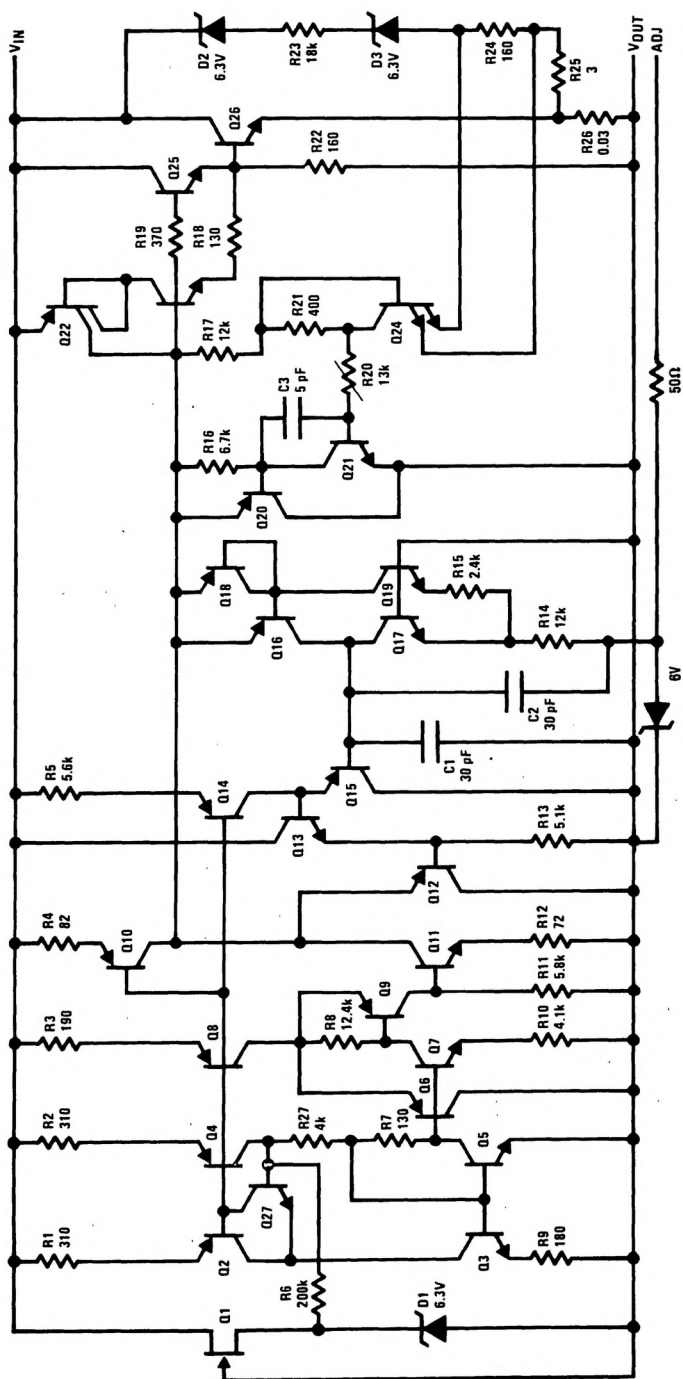 VIN
R1
310
R2
310
R3
190
R4
82
R5
5.6k
Q1
Q2
Q4
Q8
Q10
Q14
Q27
R6
200k
R27
4k
R7
130
R8
12.4k
Q9
Q6
Q7
Q5
Q3
R9
180
D1
6.3V
R10
4.1k
R11
5.8k
Q11
R12
72
Q12
Q13
Q15
R13
5.1k
C1
30 pF
C2
30 pF
6V
Q16
Q18
Q17
Q19
R15
2.4k
R14
12k
Q20
R16
6.7k
C3
5 pF
Q21
R20
13k
Q22
R17
12k
R21
400
Q24
R19
370
R18
130
Q25
Q26
R22
160
D2
6.3V
R23
18k
D3
6.3V
R24
160
R25
3
R26
0.03
50Ω
VOUT
ADJ